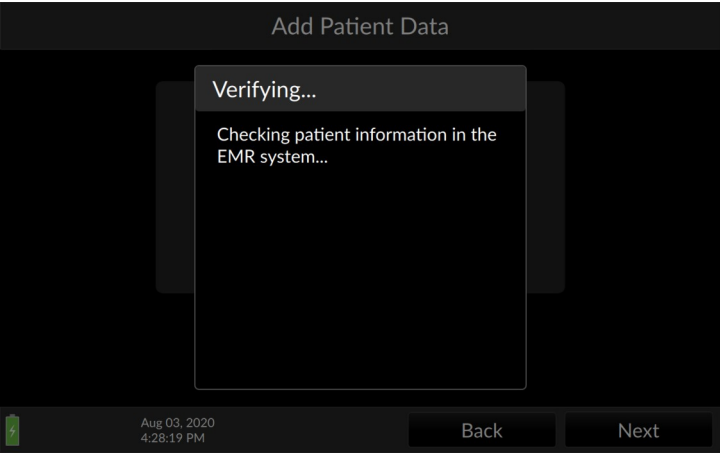 Add Patient Data
Verifying...
Checking patient information in the
EMR system...
Aug 03, 2020
4:28:19 PM
Back
Next